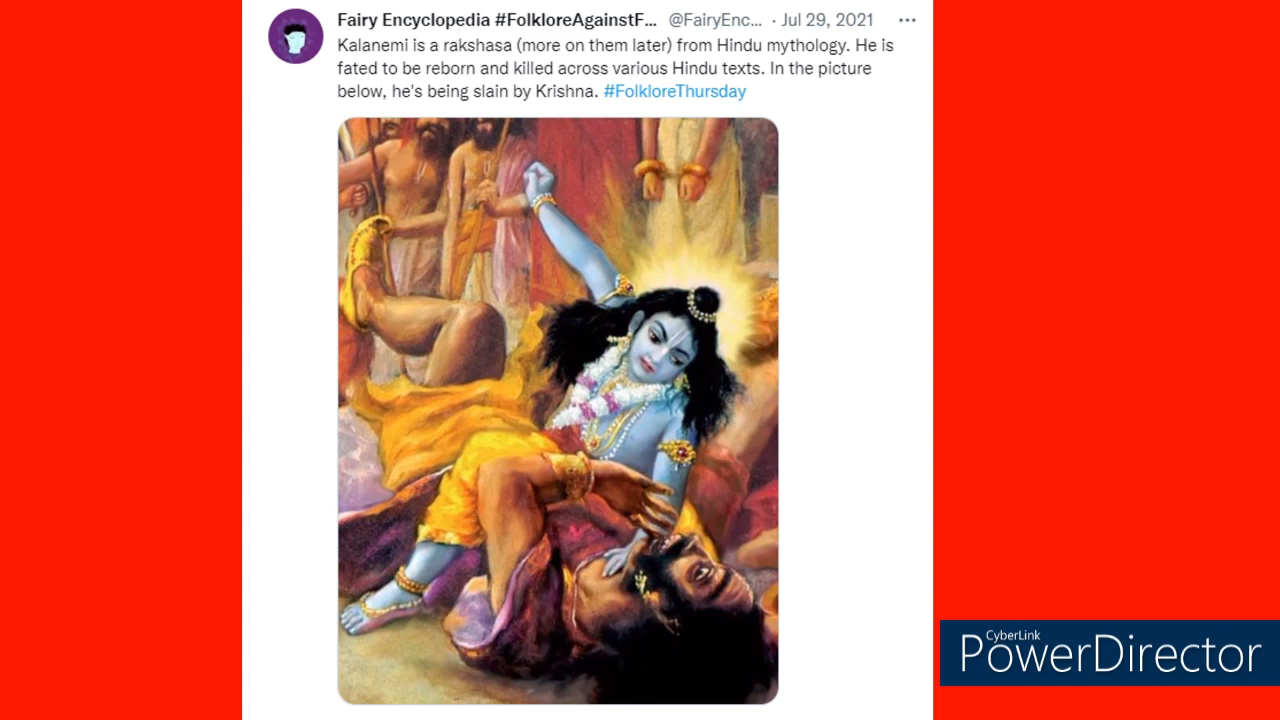 Fairy Encyclopedia #FolkloreAgainstF... @FairyEnc... · Jul 29, 2021 ···
Kalanemi is a rakshasa (more on them later) from Hindu mythology. He is
fated to be reborn and killed across various Hindu texts. In the picture
below, he's being slain by Krishna. #FolkloreThursday
CyberLink
PowerDirector